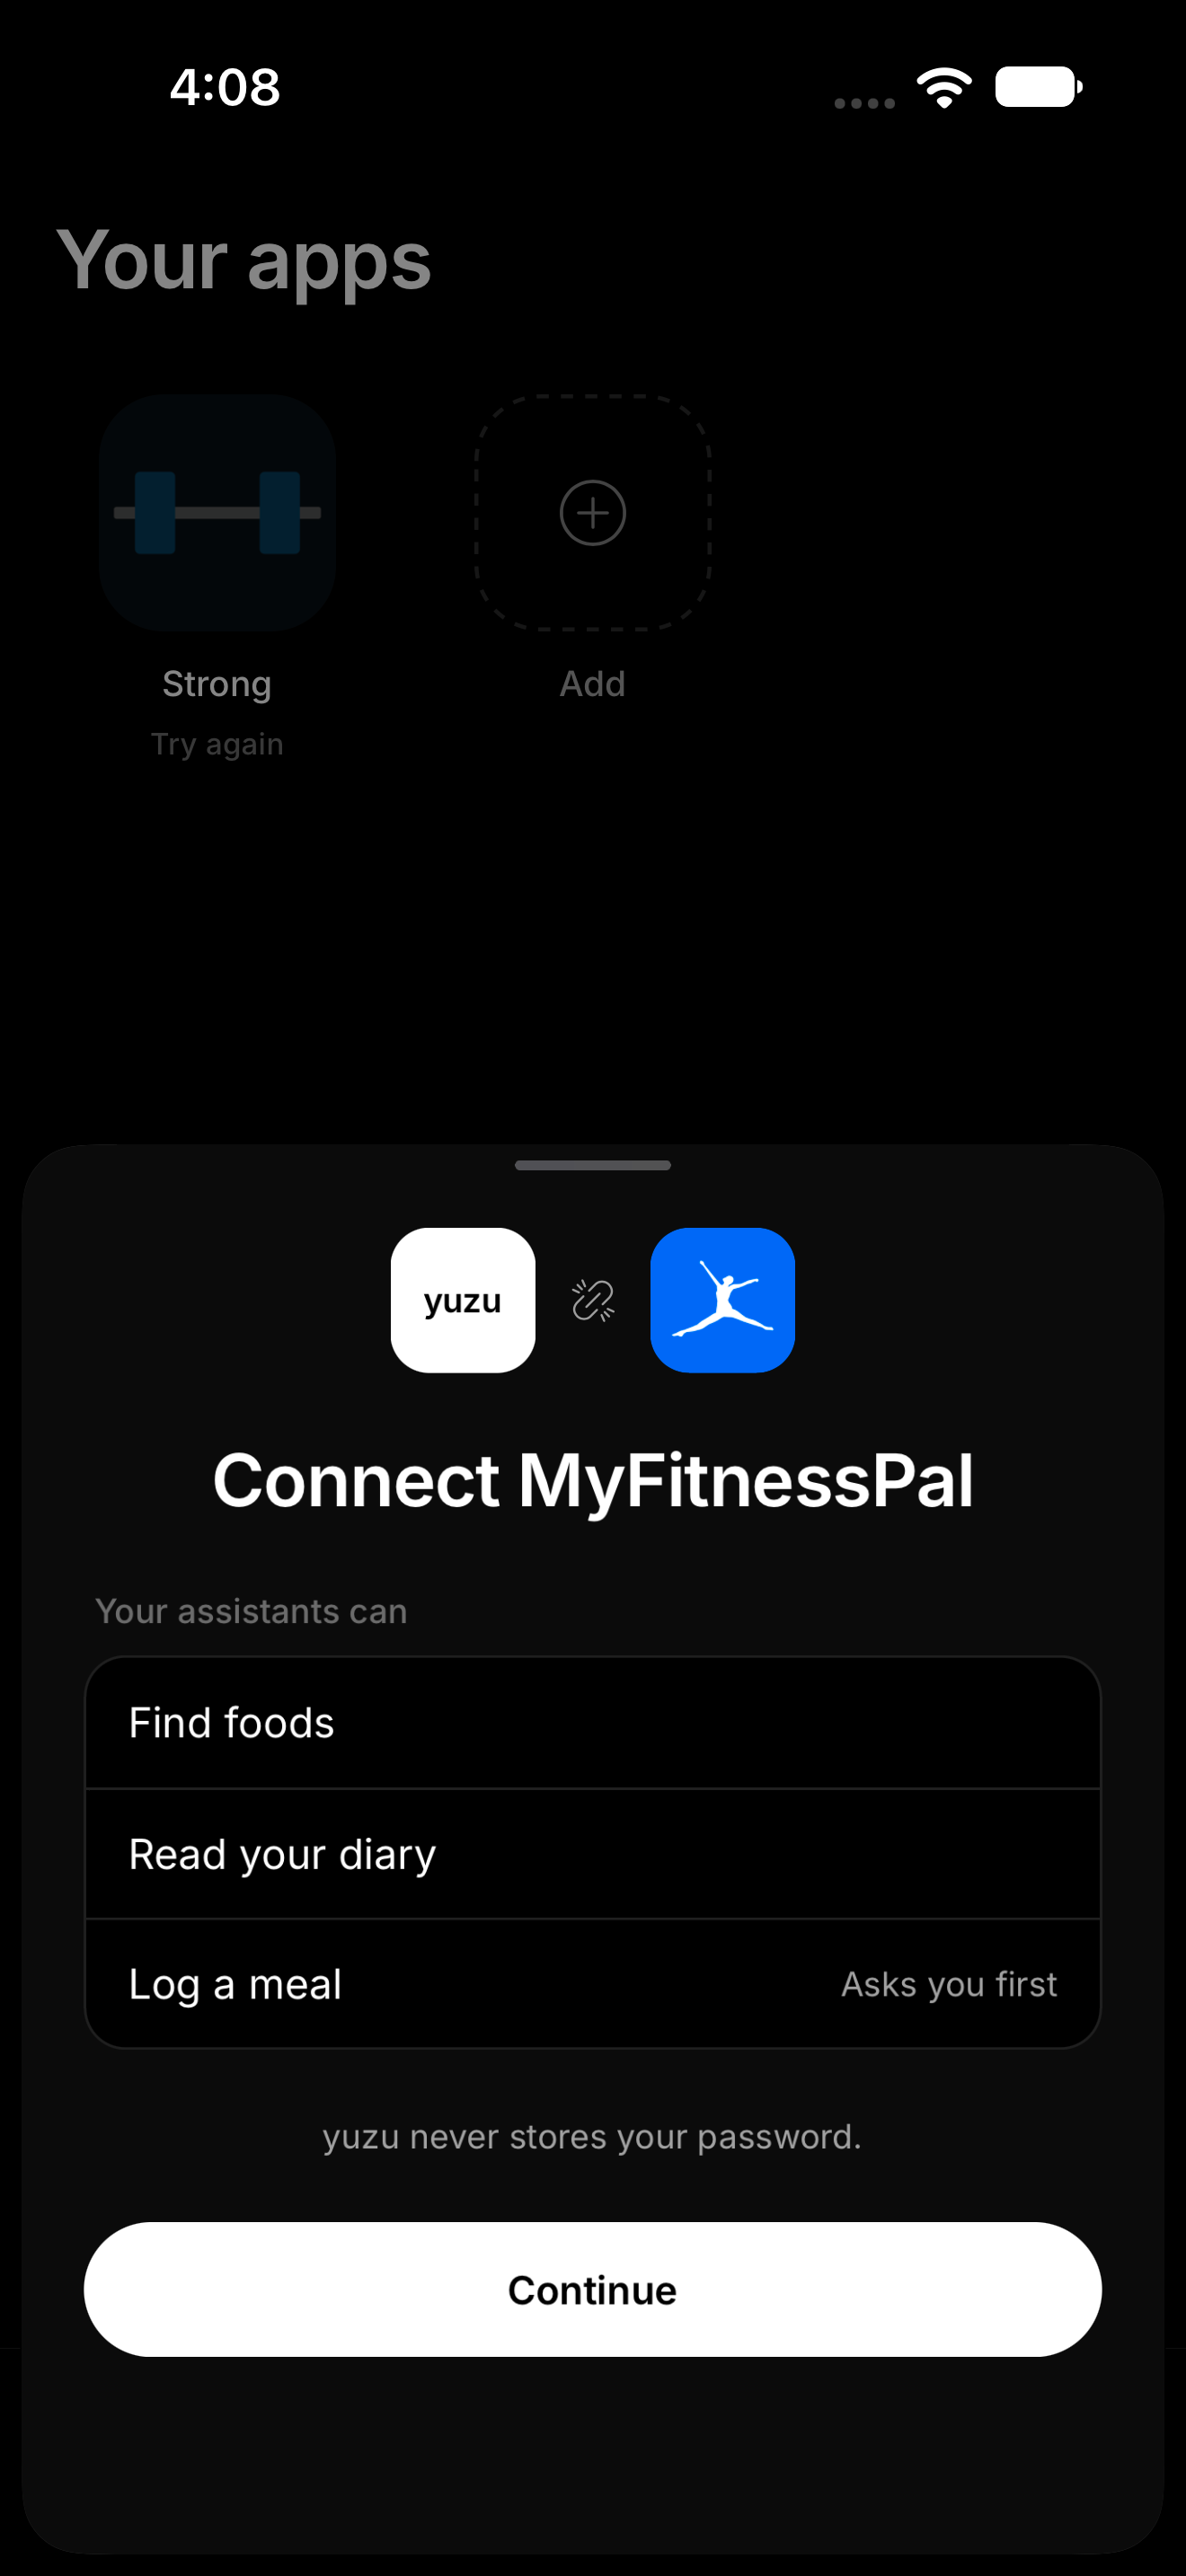 4:08
Your apps
Strong
Add
Try again
yuzu
Connect MyFitnessPal
Your assistants can
Find foods
Read your diary
Log a meal
Asks you first
yuzu never stores your password.
Continue